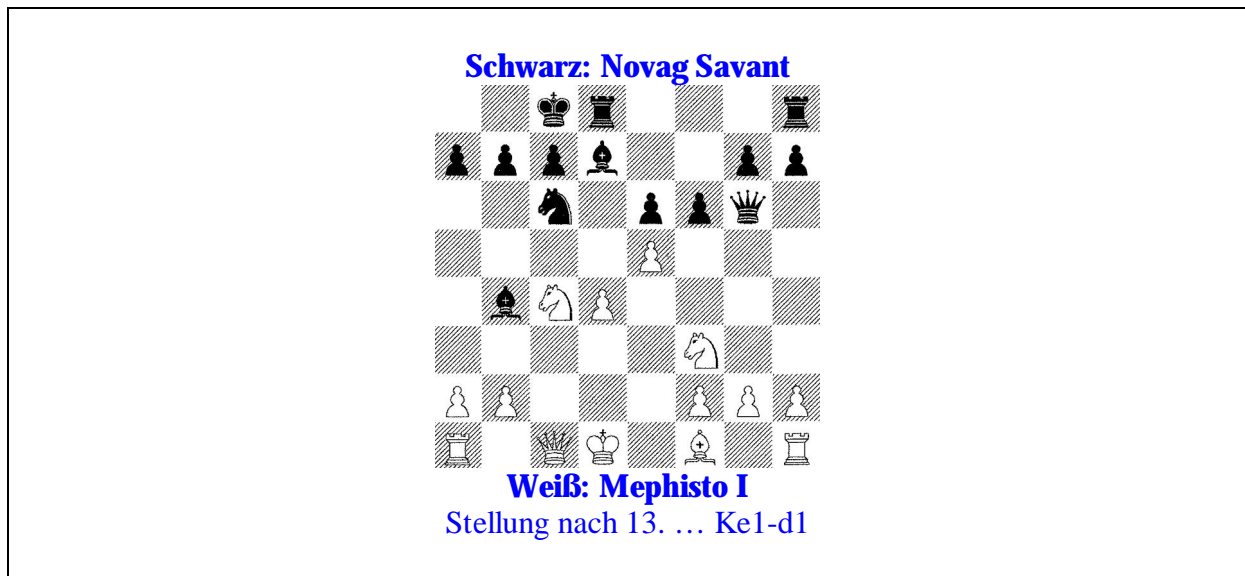 Schwarz: Novag Savant
Weiß: Mephisto I
Stellung nach 13. … Ke1-d1